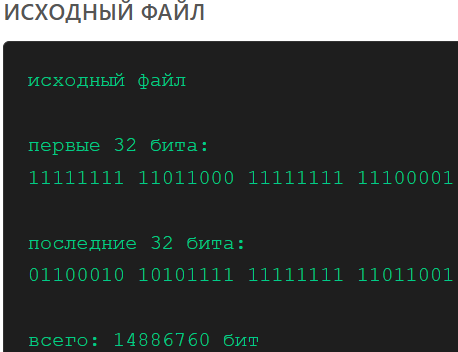 ИСХОДНЫЙ ФАЙЛ
исходный файл
первые 32 бита:
11111111 11011000 11111111 11100001
последние 32 бита:
01100010 10101111 11111111 11011001
всего: 14886760 бит